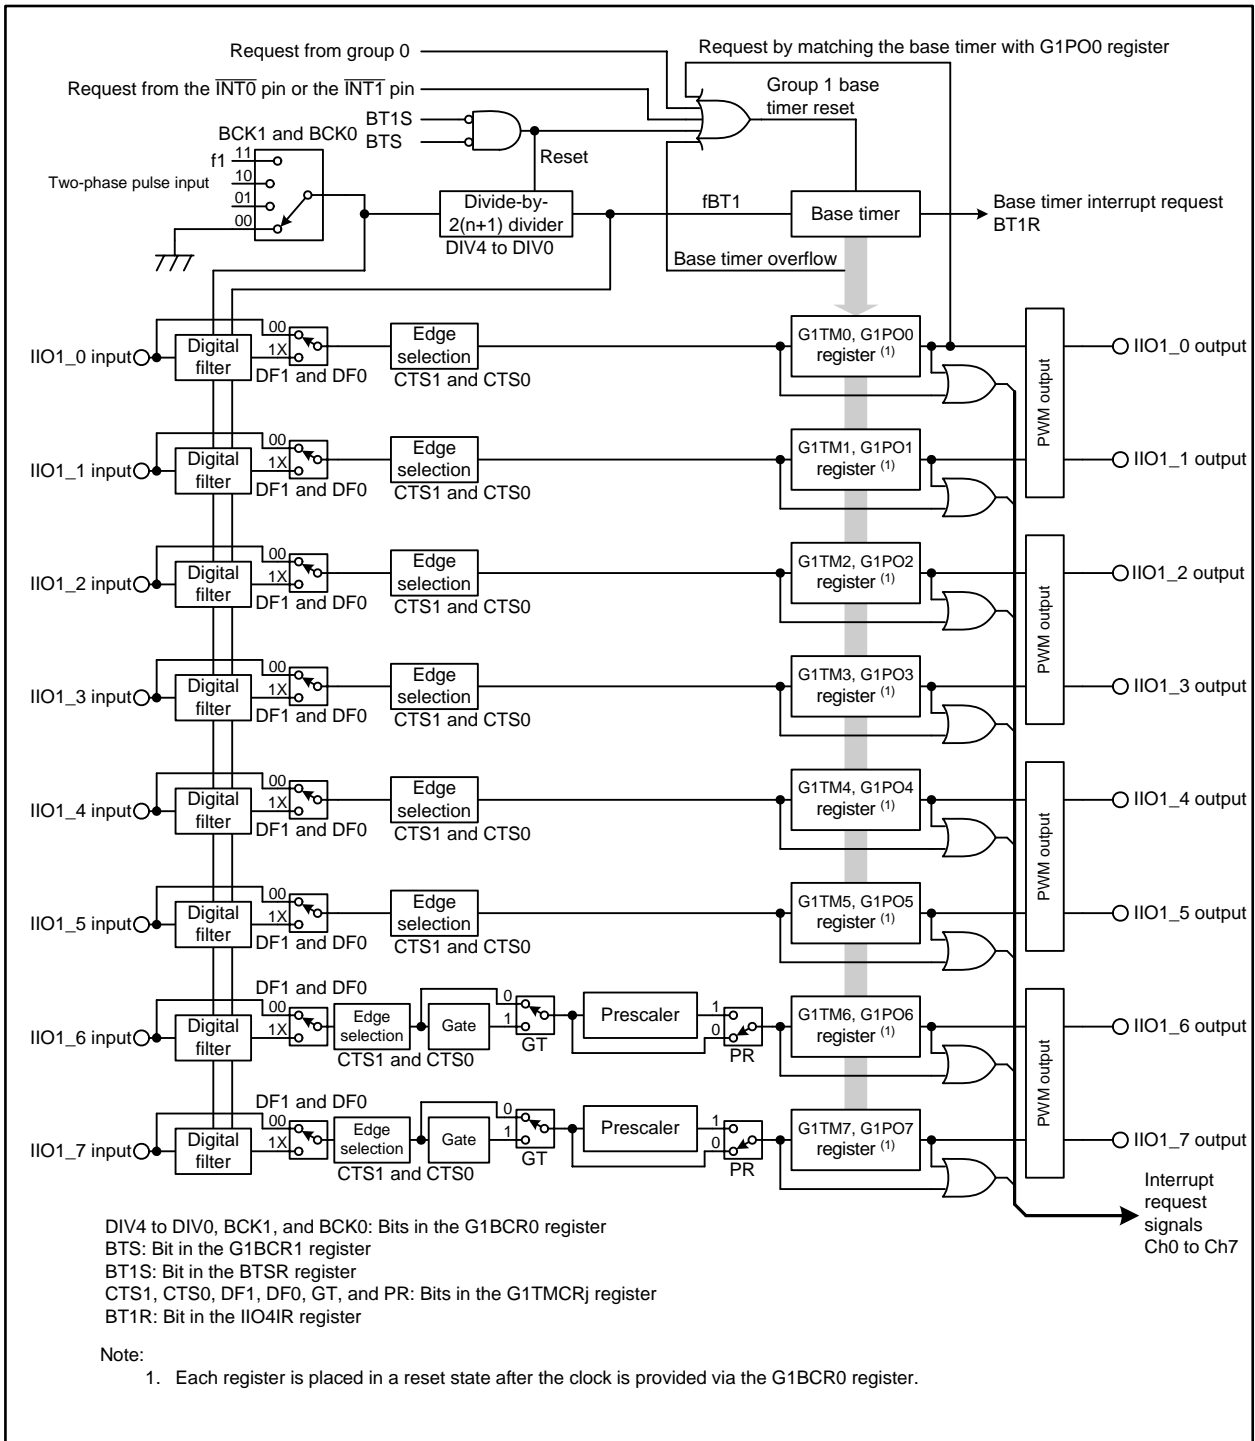 Request from group 0
Request by matching the base timer with G1PO0 register
Request from the INT0 pin or the INT1 pin
Group 1 base
timer reset
BT1S
BTS
BCK1 and BCK0
f1
11
Two-phase pulse input
10
01
00
Reset
Divide-by-
2(n+1) divider
DIV4 to DIV0
fBT1
Base timer
Base timer interrupt request
BT1R
Base timer overflow
IIO1_0 input
Digital
filter
00
1X
DF1 and DF0
Edge
selection
CTS1 and CTS0
G1TM0, G1PO0
register (1)
IIO1_0 output
PWM output
IIO1_1 input
Digital
filter
00
1X
DF1 and DF0
Edge
selection
CTS1 and CTS0
G1TM1, G1PO1
register (1)
IIO1_1 output
IIO1_2 input
Digital
filter
00
1X
DF1 and DF0
Edge
selection
CTS1 and CTS0
G1TM2, G1PO2
register (1)
IIO1_2 output
PWM output
IIO1_3 input
Digital
filter
00
1X
DF1 and DF0
Edge
selection
CTS1 and CTS0
G1TM3, G1PO3
register (1)
IIO1_3 output
IIO1_4 input
Digital
filter
00
1X
DF1 and DF0
Edge
selection
CTS1 and CTS0
G1TM4, G1PO4
register (1)
IIO1_4 output
PWM output
IIO1_5 input
Digital
filter
00
1X
DF1 and DF0
Edge
selection
CTS1 and CTS0
G1TM5, G1PO5
register (1)
IIO1_5 output
IIO1_6 input
Digital
filter
DF1 and DF0
00
1X
Edge
selection
CTS1 and CTS0
Gate
0
1
GT
Prescaler
1
0
PR
G1TM6, G1PO6
register (1)
IIO1_6 output
PWM output
IIO1_7 input
Digital
filter
DF1 and DF0
00
1X
Edge
selection
CTS1 and CTS0
Gate
0
1
GT
Prescaler
1
0
PR
G1TM7, G1PO7
register (1)
IIO1_7 output
Interrupt
request
signals
Ch0 to Ch7
DIV4 to DIV0, BCK1, and BCK0: Bits in the G1BCR0 register
BTS: Bit in the G1BCR1 register
BT1S: Bit in the BTSR register
CTS1, CTS0, DF1, DF0, GT, and PR: Bits in the G1TMCRj register
BT1R: Bit in the IIO4IR register
Note:
1. Each register is placed in a reset state after the clock is provided via the G1BCR0 register.